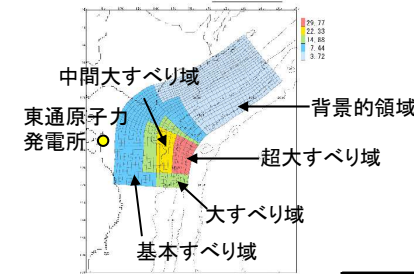 29.77
22.33
14.88
7.44
3.72
中間大すべり域
東通原子力
発電所
背景的領域
超大すべり域
大すべり域
基本すべり域